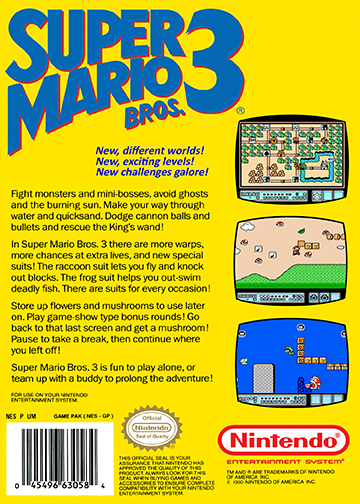 SUPER
MARIO
BROS. 3
®
New, different worlds!
New, exciting levels!
New challenges galore!
Fight monsters and mini-bosses, avoid ghosts
and the burning sun. Make your way through
water and quicksand. Dodge cannon balls and
bullets and rescue the King's wand!
In Super Mario Bros. 3 there are more warps,
more chances at extra lives, and new special
suits! The raccoon suit lets you fly and knock
out blocks. The frog suit helps you out-swim
deadly fish. There are suits for every occasion!
Store up flowers and mushrooms to use later
on. Play game-show type bonus rounds! Go
back to that last screen and get a mushroom!
Pause to take a break, then continue where
you left off!
Super Mario Bros. 3 is fun to play alone, or
team up with a buddy to prolong the adventure!
FOR USE ON YOUR NINTENDO
ENTERTAINMENT SYSTEM.
NES P UM
GAME PAK ( NES - GP )
0 45496 63058 4
Official
Nintendo
Seal of Quality
THIS OFFICIAL SEAL IS YOUR
ASSURANCE THAT NINTENDO HAS
APPROVED THE QUALITY OF THIS
PRODUCT. ALWAYS LOOK FOR THIS
SEAL WHEN BUYING GAMES AND
ACCESSORIES TO ENSURE COMPLETE
COMPATIBILITY WITH YOUR NINTENDO
ENTERTAINMENT SYSTEM.
Nintendo®
ENTERTAINMENT SYSTEM™
TM AND ® ARE TRADEMARKS OF NINTENDO
OF AMERICA INC.
© 1990 NINTENDO OF AMERICA INC.